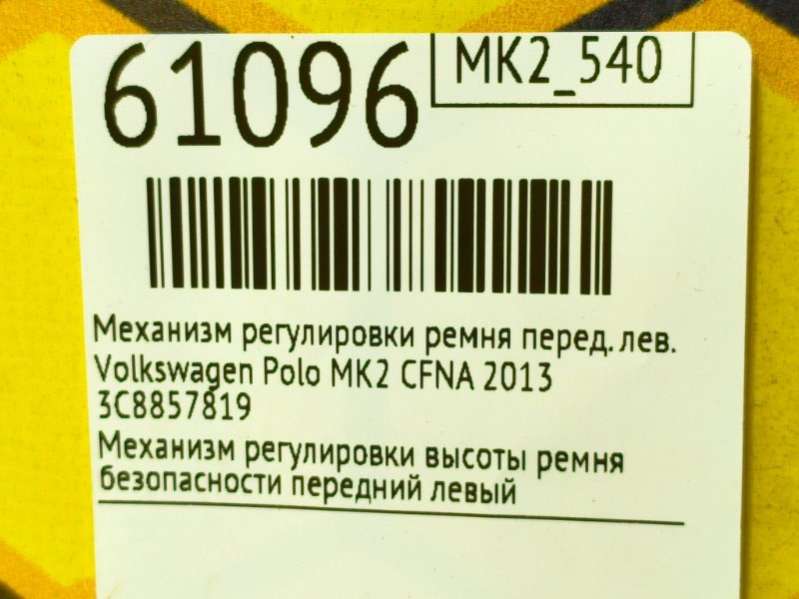 61096
MK2_540
Механизм регулировки ремня перед. лев.
Volkswagen Polo MK2 CFNA 2013
3C8857819
Механизм регулировки высоты ремня
безопасности передний левый